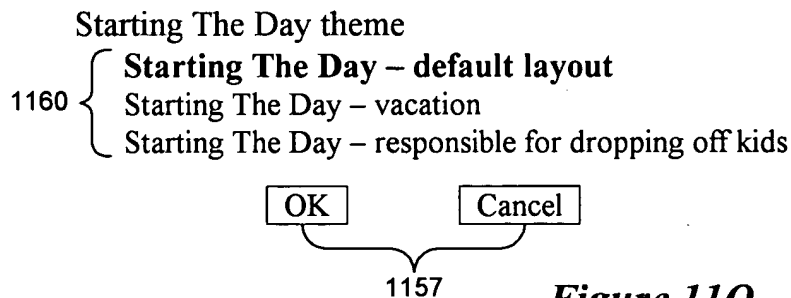 Starting The Day theme
Starting The Day – default layout
1160
Starting The Day – vacation
Starting The Day – responsible for dropping off kids
OK Cancel
1157
Figure 11O